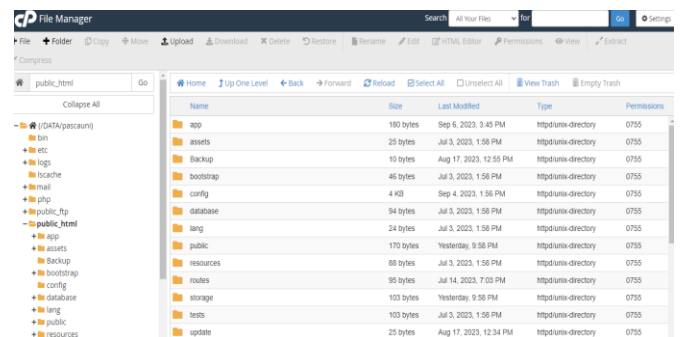 cP File Manager Search All Your Files for Go Settings
+ File + Folder Copy Move Upload Download Delete Restore Rename Edit HTML Editor Permissions View Extract
Compress
public_html Go
Home Up One Level Back Forward Reload Select All Unselect All View Trash Empty Trash
Collapse All
Name Size Last Modified Type Permissions
(/DATA/pascauni)
bin
etc
logs
lscache
mail
php
public_ftp
public_html
app
assets
Backup
bootstrap
config
database
lang
public
resources
app 180 bytes Sep 6, 2023, 3:45 PM httpd/unix-directory 0755
assets 25 bytes Jul 3, 2023, 1:58 PM httpd/unix-directory 0755
Backup 10 bytes Aug 17, 2023, 12:55 PM httpd/unix-directory 0755
bootstrap 46 bytes Jul 3, 2023, 1:58 PM httpd/unix-directory 0755
config 4 KB Sep 4, 2023, 1:56 PM httpd/unix-directory 0755
database 94 bytes Jul 3, 2023, 1:58 PM httpd/unix-directory 0755
lang 24 bytes Jul 3, 2023, 1:58 PM httpd/unix-directory 0755
public 170 bytes Yesterday, 9:58 PM httpd/unix-directory 0755
resources 88 bytes Jul 3, 2023, 1:58 PM httpd/unix-directory 0755
routes 95 bytes Jul 14, 2023, 7:03 PM httpd/unix-directory 0755
storage 103 bytes Yesterday, 9:58 PM httpd/unix-directory 0755
tests 103 bytes Jul 3, 2023, 1:58 PM httpd/unix-directory 0755
update 25 bytes Aug 17, 2023, 12:34 PM httpd/unix-directory 0755